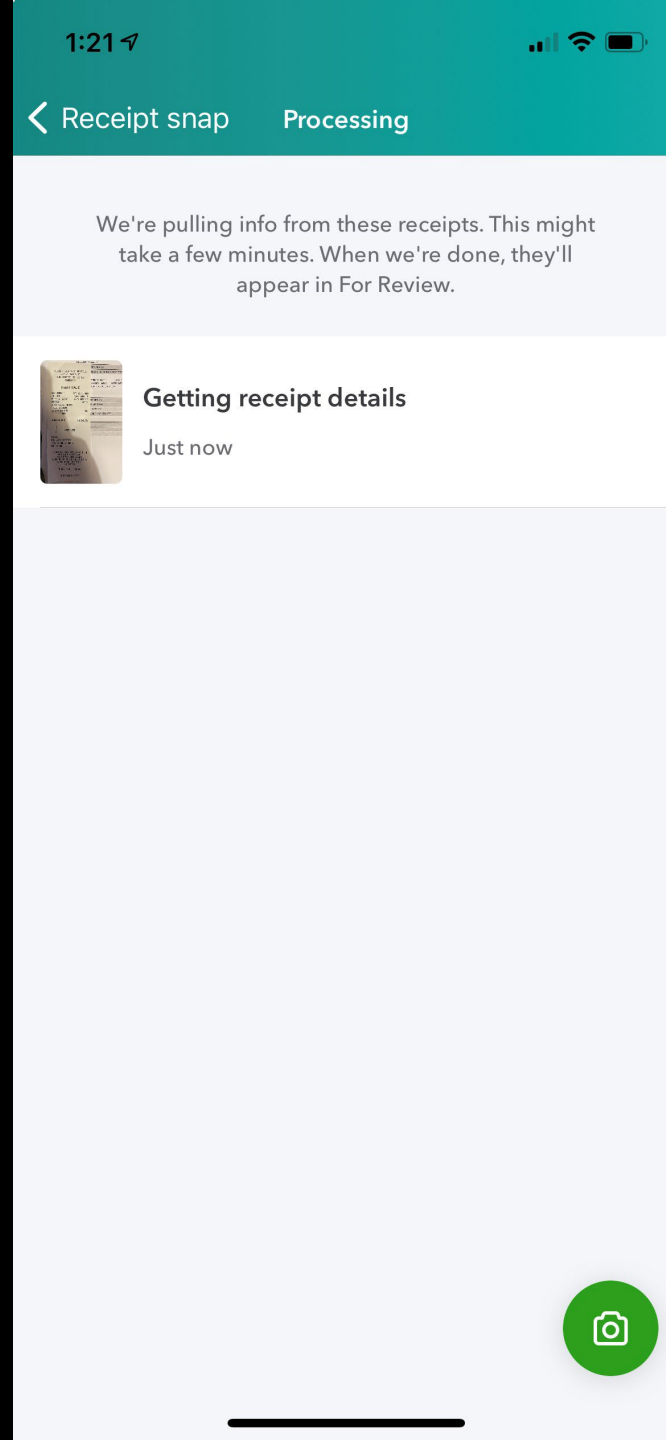 1:21
Receipt snap Processing
We're pulling info from these receipts. This might
take a few minutes. When we're done, they'll
appear in For Review.
Getting receipt details
Just now